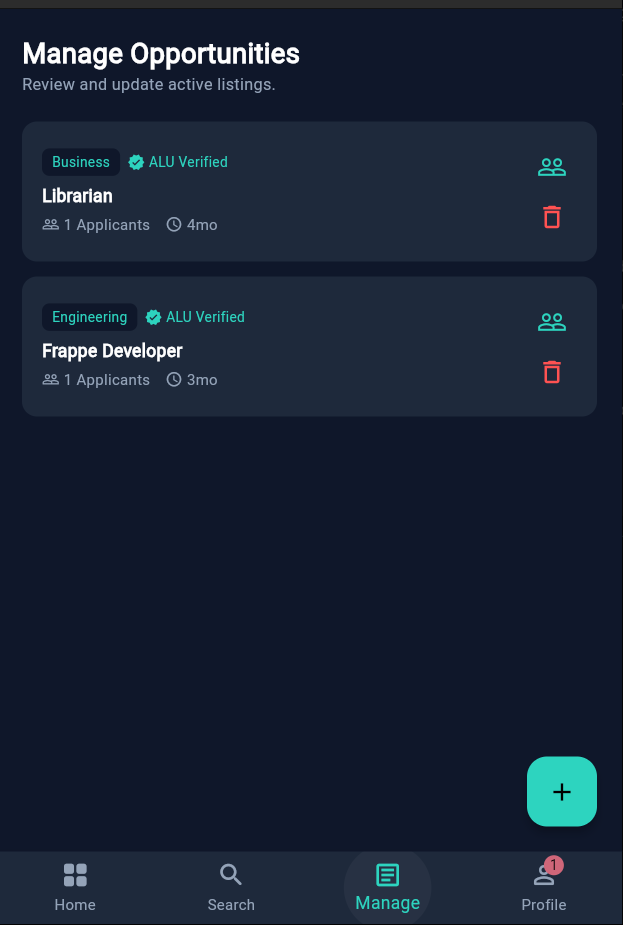 Manage Opportunities
Review and update active listings.
Business ALU Verified
Librarian
1 Applicants 4mo
Engineering ALU Verified
Frappe Developer
1 Applicants 3mo
+
1
Home Search Manage Profile